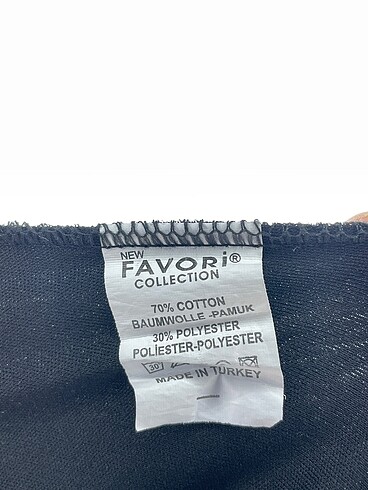 NEW
FAVORi®
COLLECTION
70% COTTON
BAUMWOLLE -PAMUK
30% POLYESTER
POLİESTER-POLYESTER
30
MADE IN TURKEY